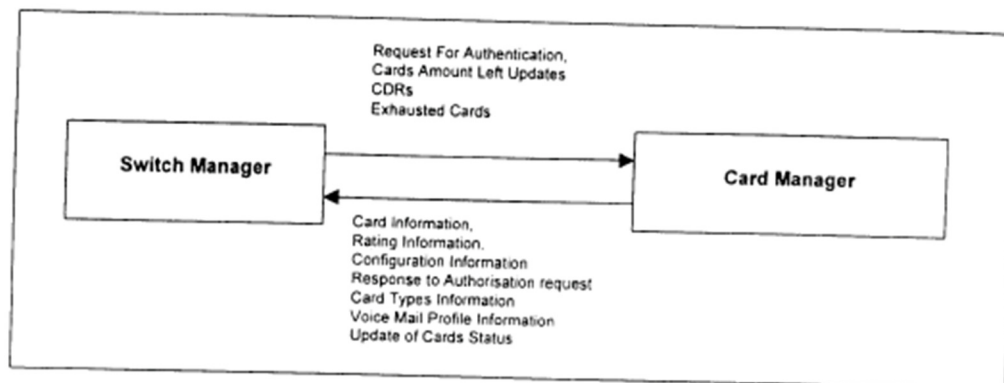 Request For Authentication,
Cards Amount Left Updates
CDRs
Exhausted Cards
Switch Manager
Card Manager
Card Information,
Rating Information.
Configuration Information
Response to Authorisation request
Card Types Information
Voice Mail Profile Information
Update of Cards Status